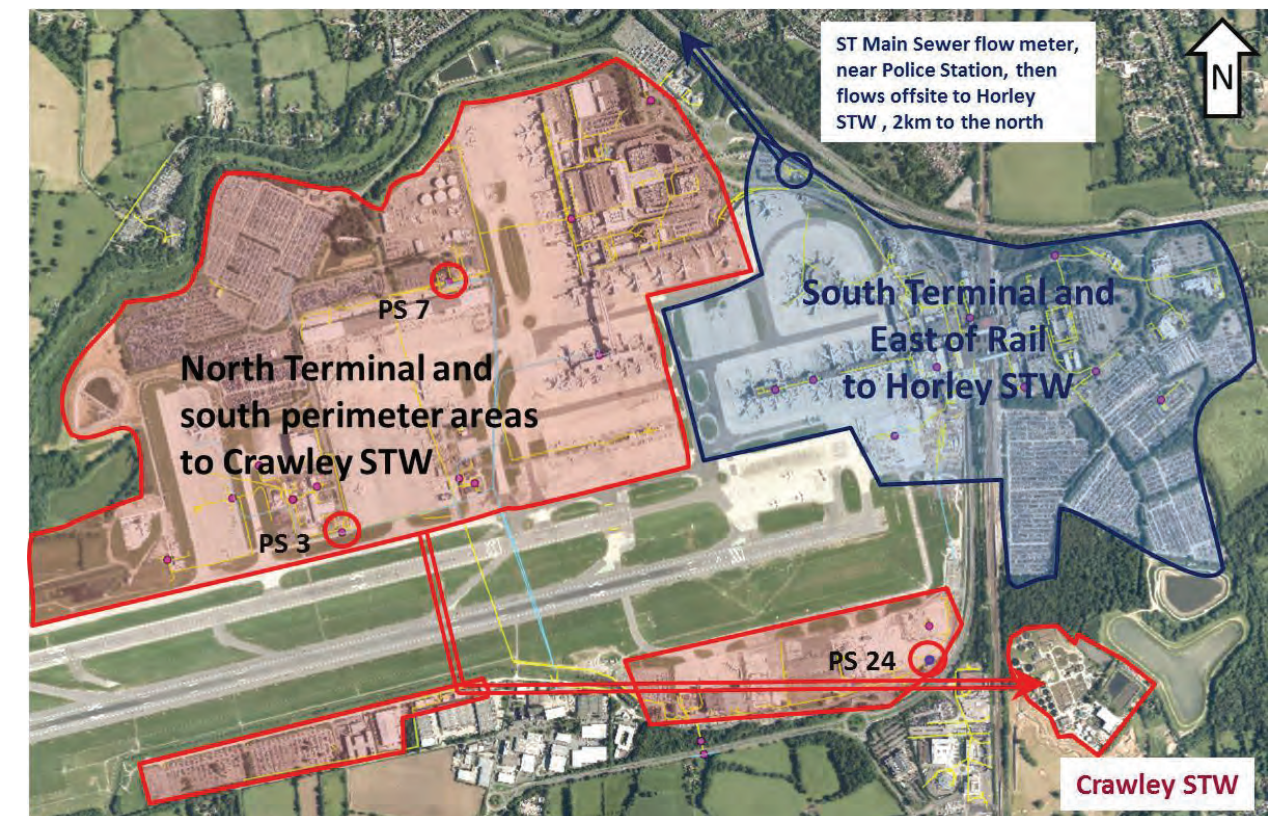 ST Main Sewer flow meter,
near Police Station, then
flows offsite to Horley
STW , 2km to the north
N
PS 7
South Terminal and
East of Rail
to Horley STW
North Terminal and
south perimeter areas
to Crawley STW
PS 3
PS 24
Crawley STW